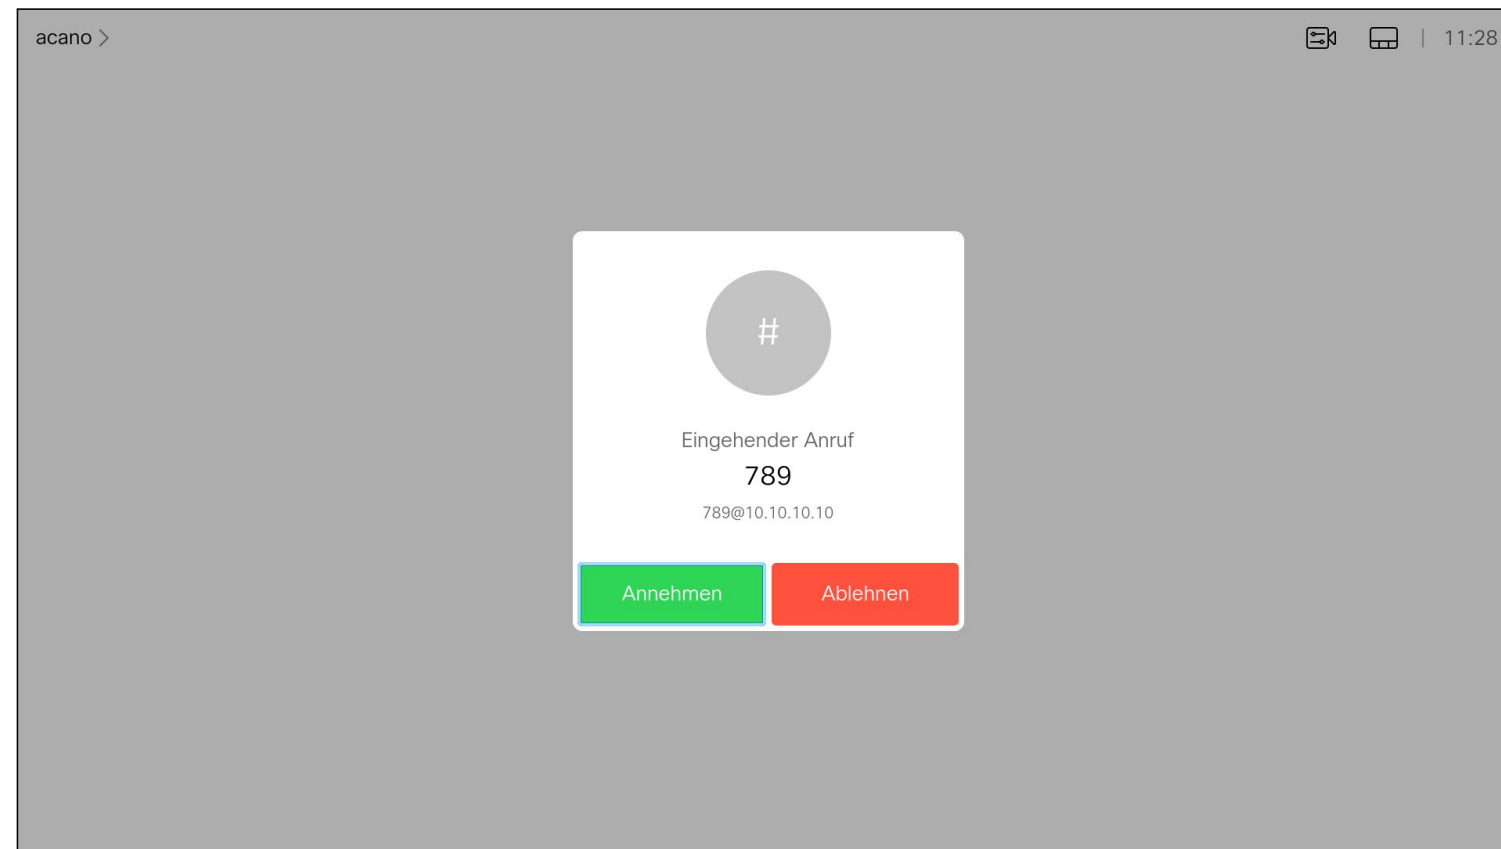 acano >
11:28
#
Eingehender Anruf
789
789@10.10.10.10
Annehmen
Ablehnen